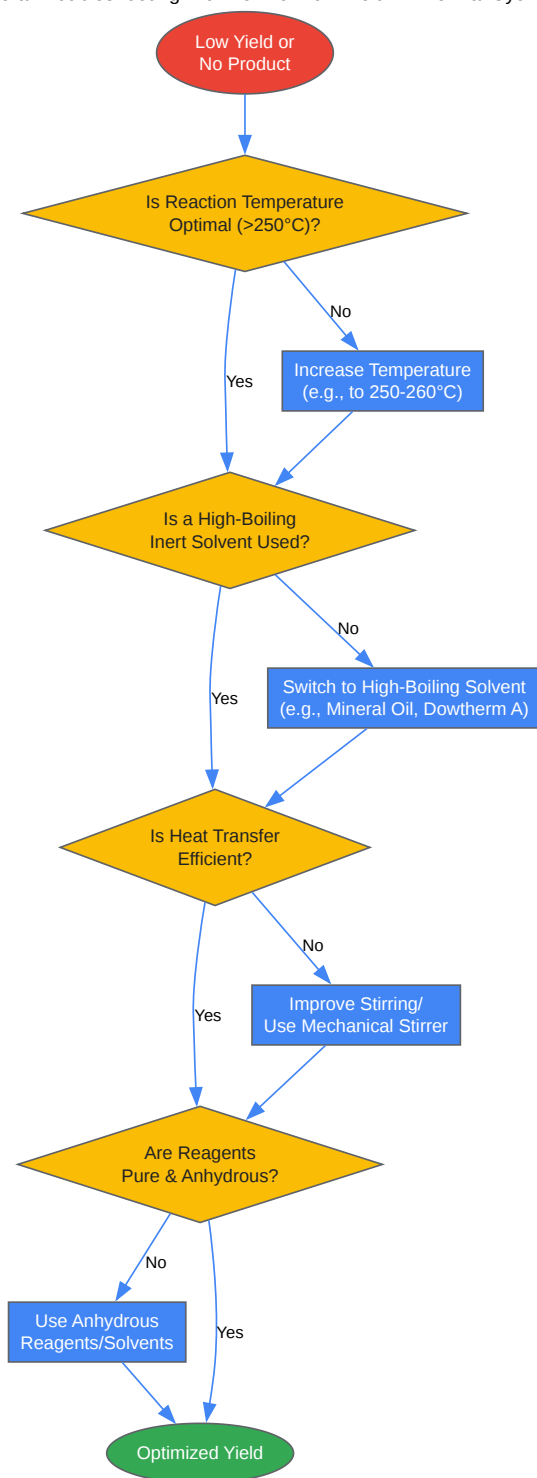 Low Yield or
No Product
Is Reaction Temperature
Optimal (>250°C)?
No
Increase Temperature
(e.g., to 250-260°C)
Yes
Is a High-Boiling
Inert Solvent Used?
No
Switch to High-Boiling Solvent
(e.g., Mineral Oil, Dowtherm A)
Yes
Is Heat Transfer
Efficient?
No
Improve Stirring/
Use Mechanical Stirrer
Yes
Are Reagents
Pure & Anhydrous?
No
Use Anhydrous
Reagents/Solvents
Yes
Optimized Yield